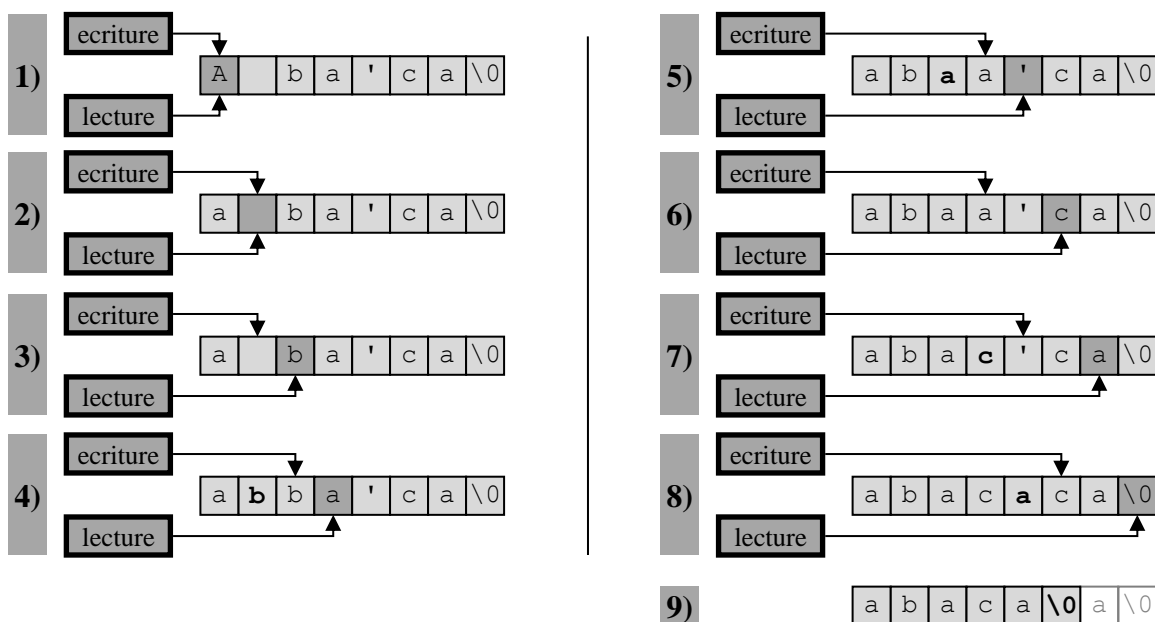 ecriture
1) A b a ' c a \0
lecture
ecriture
2) a b a ' c a \0
lecture
ecriture
3) a b a ' c a \0
lecture
ecriture
4) a b b a ' c a \0
lecture
ecriture
5) a b a a ' c a \0
lecture
ecriture
6) a b a a ' c a \0
lecture
ecriture
7) a b a c ' c a \0
lecture
ecriture
8) a b a c a c a \0
lecture
9) a b a c a \0 a \0